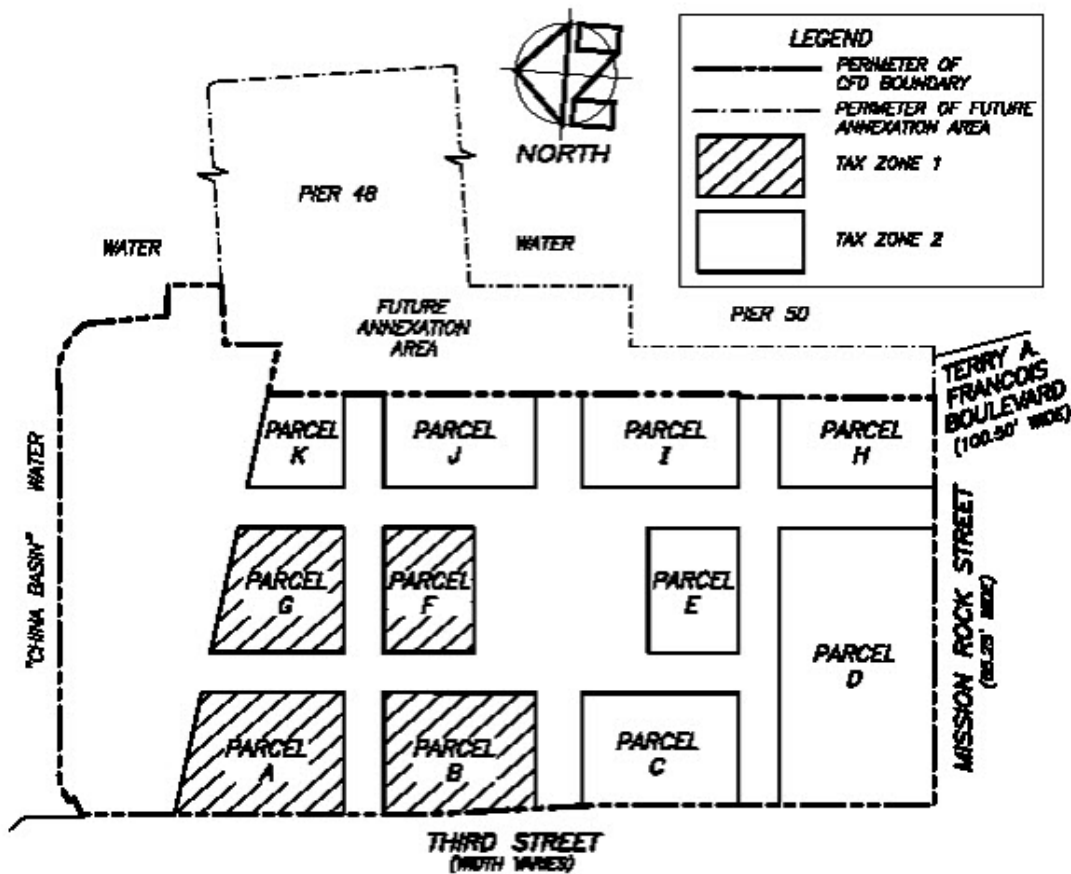 LEGEND
PERIMETER OF
CFD BOUNDARY
PERIMETER OF FUTURE
ANNEXATION AREA
TAX ZONE 1
TAX ZONE 2
NORTH
PIER 48
WATER
WATER
FUTURE
ANNEXATION
AREA
PIER 50
TERRY A.
FRANCOIS
BOULEVARD
(100.50' WIDE)
"CHINA BASIN" WATER
PARCEL
K
PARCEL
J
PARCEL
I
PARCEL
H
PARCEL
G
PARCEL
F
PARCEL
E
PARCEL
D
PARCEL
A
PARCEL
B
PARCEL
C
MISSION ROCK STREET
WIDE)
THIRD STREET
(WIDTH VARIES)